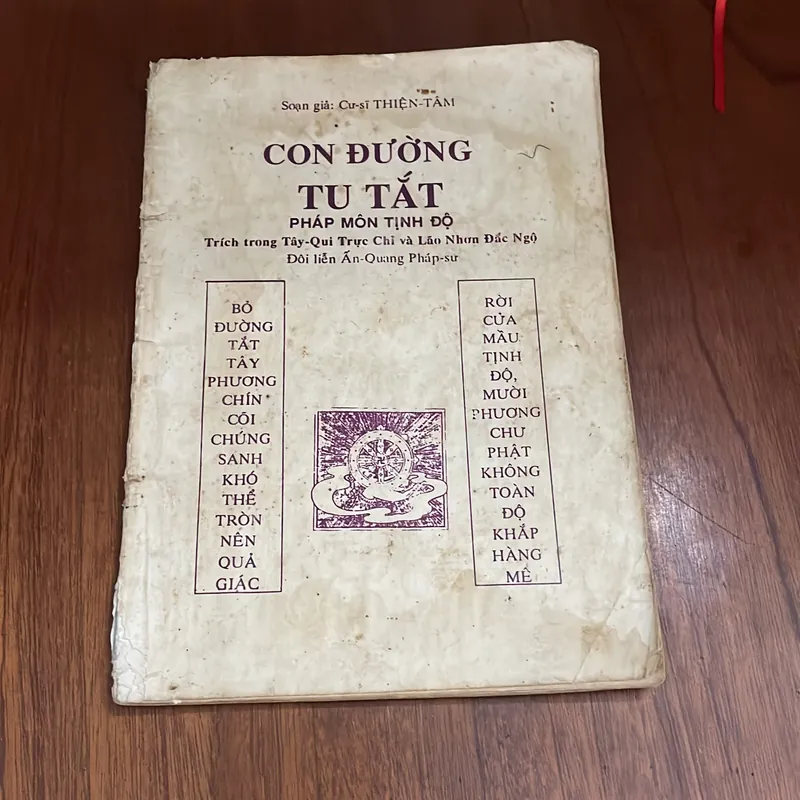 Soạn giả: Cư-sĩ THIỆN-TÂM
CON ĐƯỜNG
TU TẮT
PHÁP MÔN TỊNH ĐỘ
Trích trong Tây-Qui Trực Chỉ và Lão Nhơn Đắc Ngộ
Đôi liễn Ấn-Quang Pháp-sư
BỎ
ĐƯỜNG
TẮT
TÂY
PHƯƠNG
CHÍN
CÕI
CHÚNG
SANH
KHÓ
THỂ
TRÒN
NÊN
QUẢ
GIÁC
RỜI
CỬA
MẦU
TỊNH
ĐỘ,
MƯỜI
PHƯƠNG
CHƯ
PHẬT
KHÔNG
TOÀN
ĐỘ
KHẮP
HÀNG
MÊ